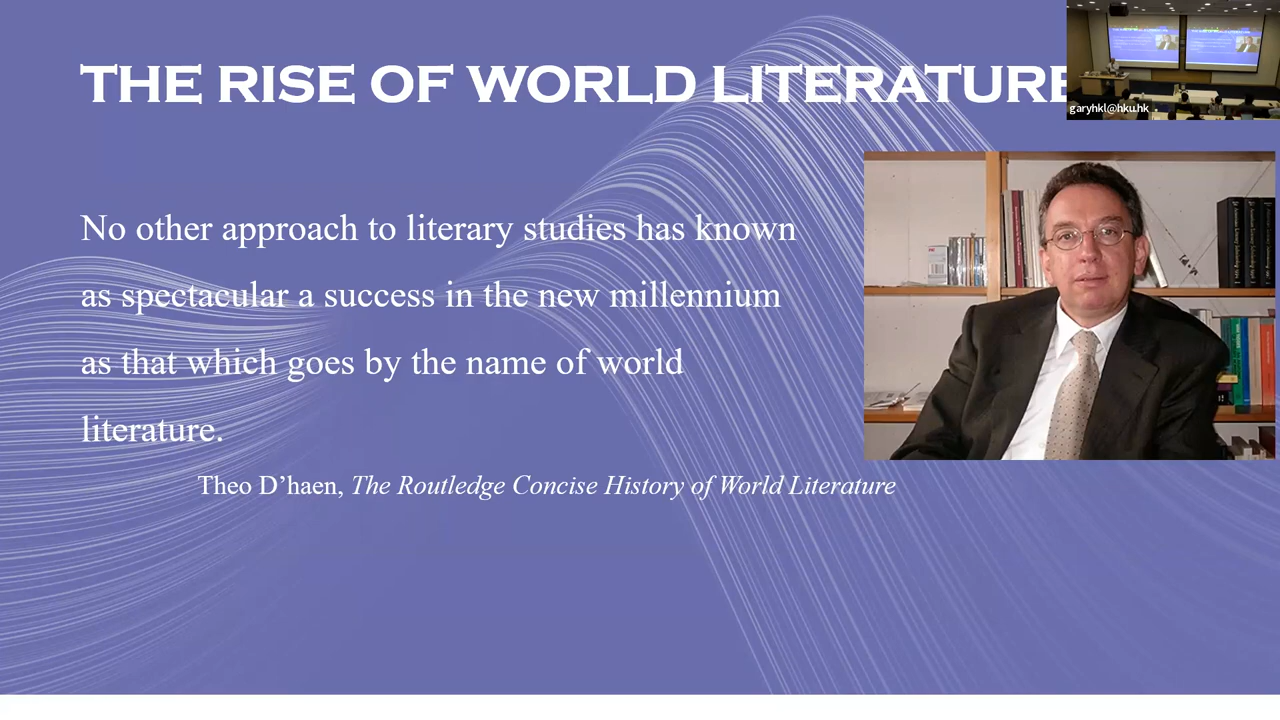 THE RISE OF WORLD LITERATURE
garyhkl@hku.hk
No other approach to literary studies has known
as spectacular a success in the new millennium
as that which goes by the name of world
literature.
Theo D’haen, The Routledge Concise History of World Literature